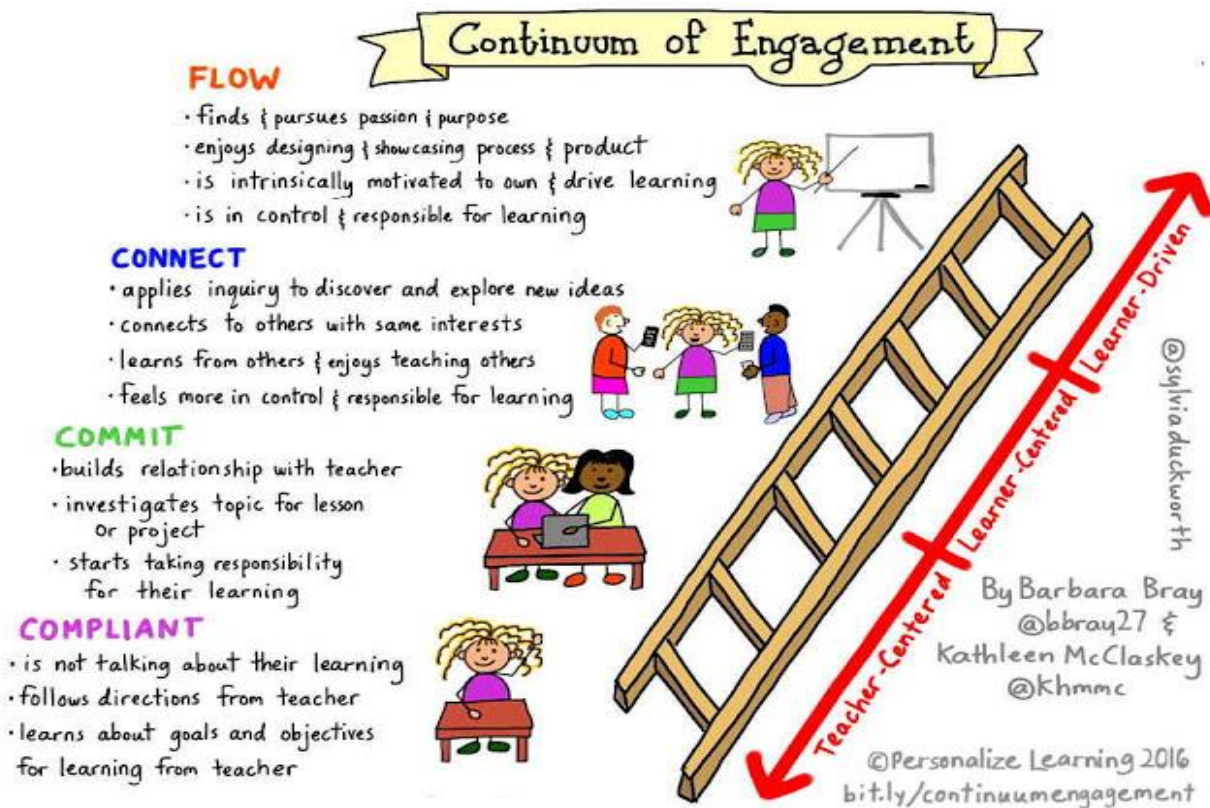 Continuum of Engagement
FLOW
· finds & pursues passion & purpose
· enjoys designing & showcasing process & product
· is intrinsically motivated to own & drive learning
· is in control & responsible for learning
CONNECT
· applies inquiry to discover and explore new ideas
· connects to others with same interests
· learns from others & enjoys teaching others
· feels more in control & responsible for learning
COMMIT
· builds relationship with teacher
· investigates topic for lesson
or project
· starts taking responsibility
for their learning
COMPLIANT
· is not talking about their learning
· follows directions from teacher
· learns about goals and objectives
for learning from teacher
Teacher-Centered
Learner-Centered
Learner-Driven
@sylviaduckworth
By Barbara Bray
@bbray27 &
Kathleen McClaskey
@khmmc
©Personalize Learning 2016
bit.ly/continuumengagement